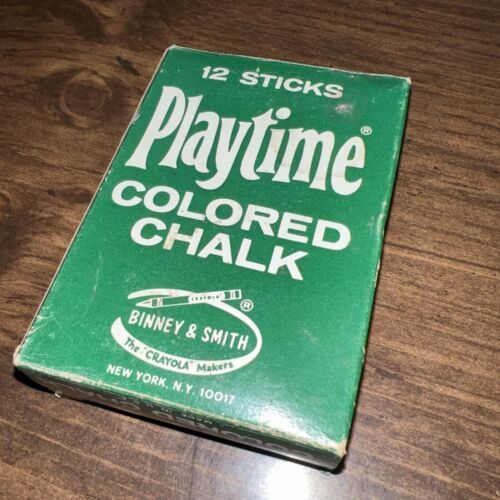 12 STICKS
Playtime®
COLORED
CHALK
CRAYOLA
®
BINNEY & SMITH
The "CRAYOLA" Makers
NEW YORK, N.Y. 10017